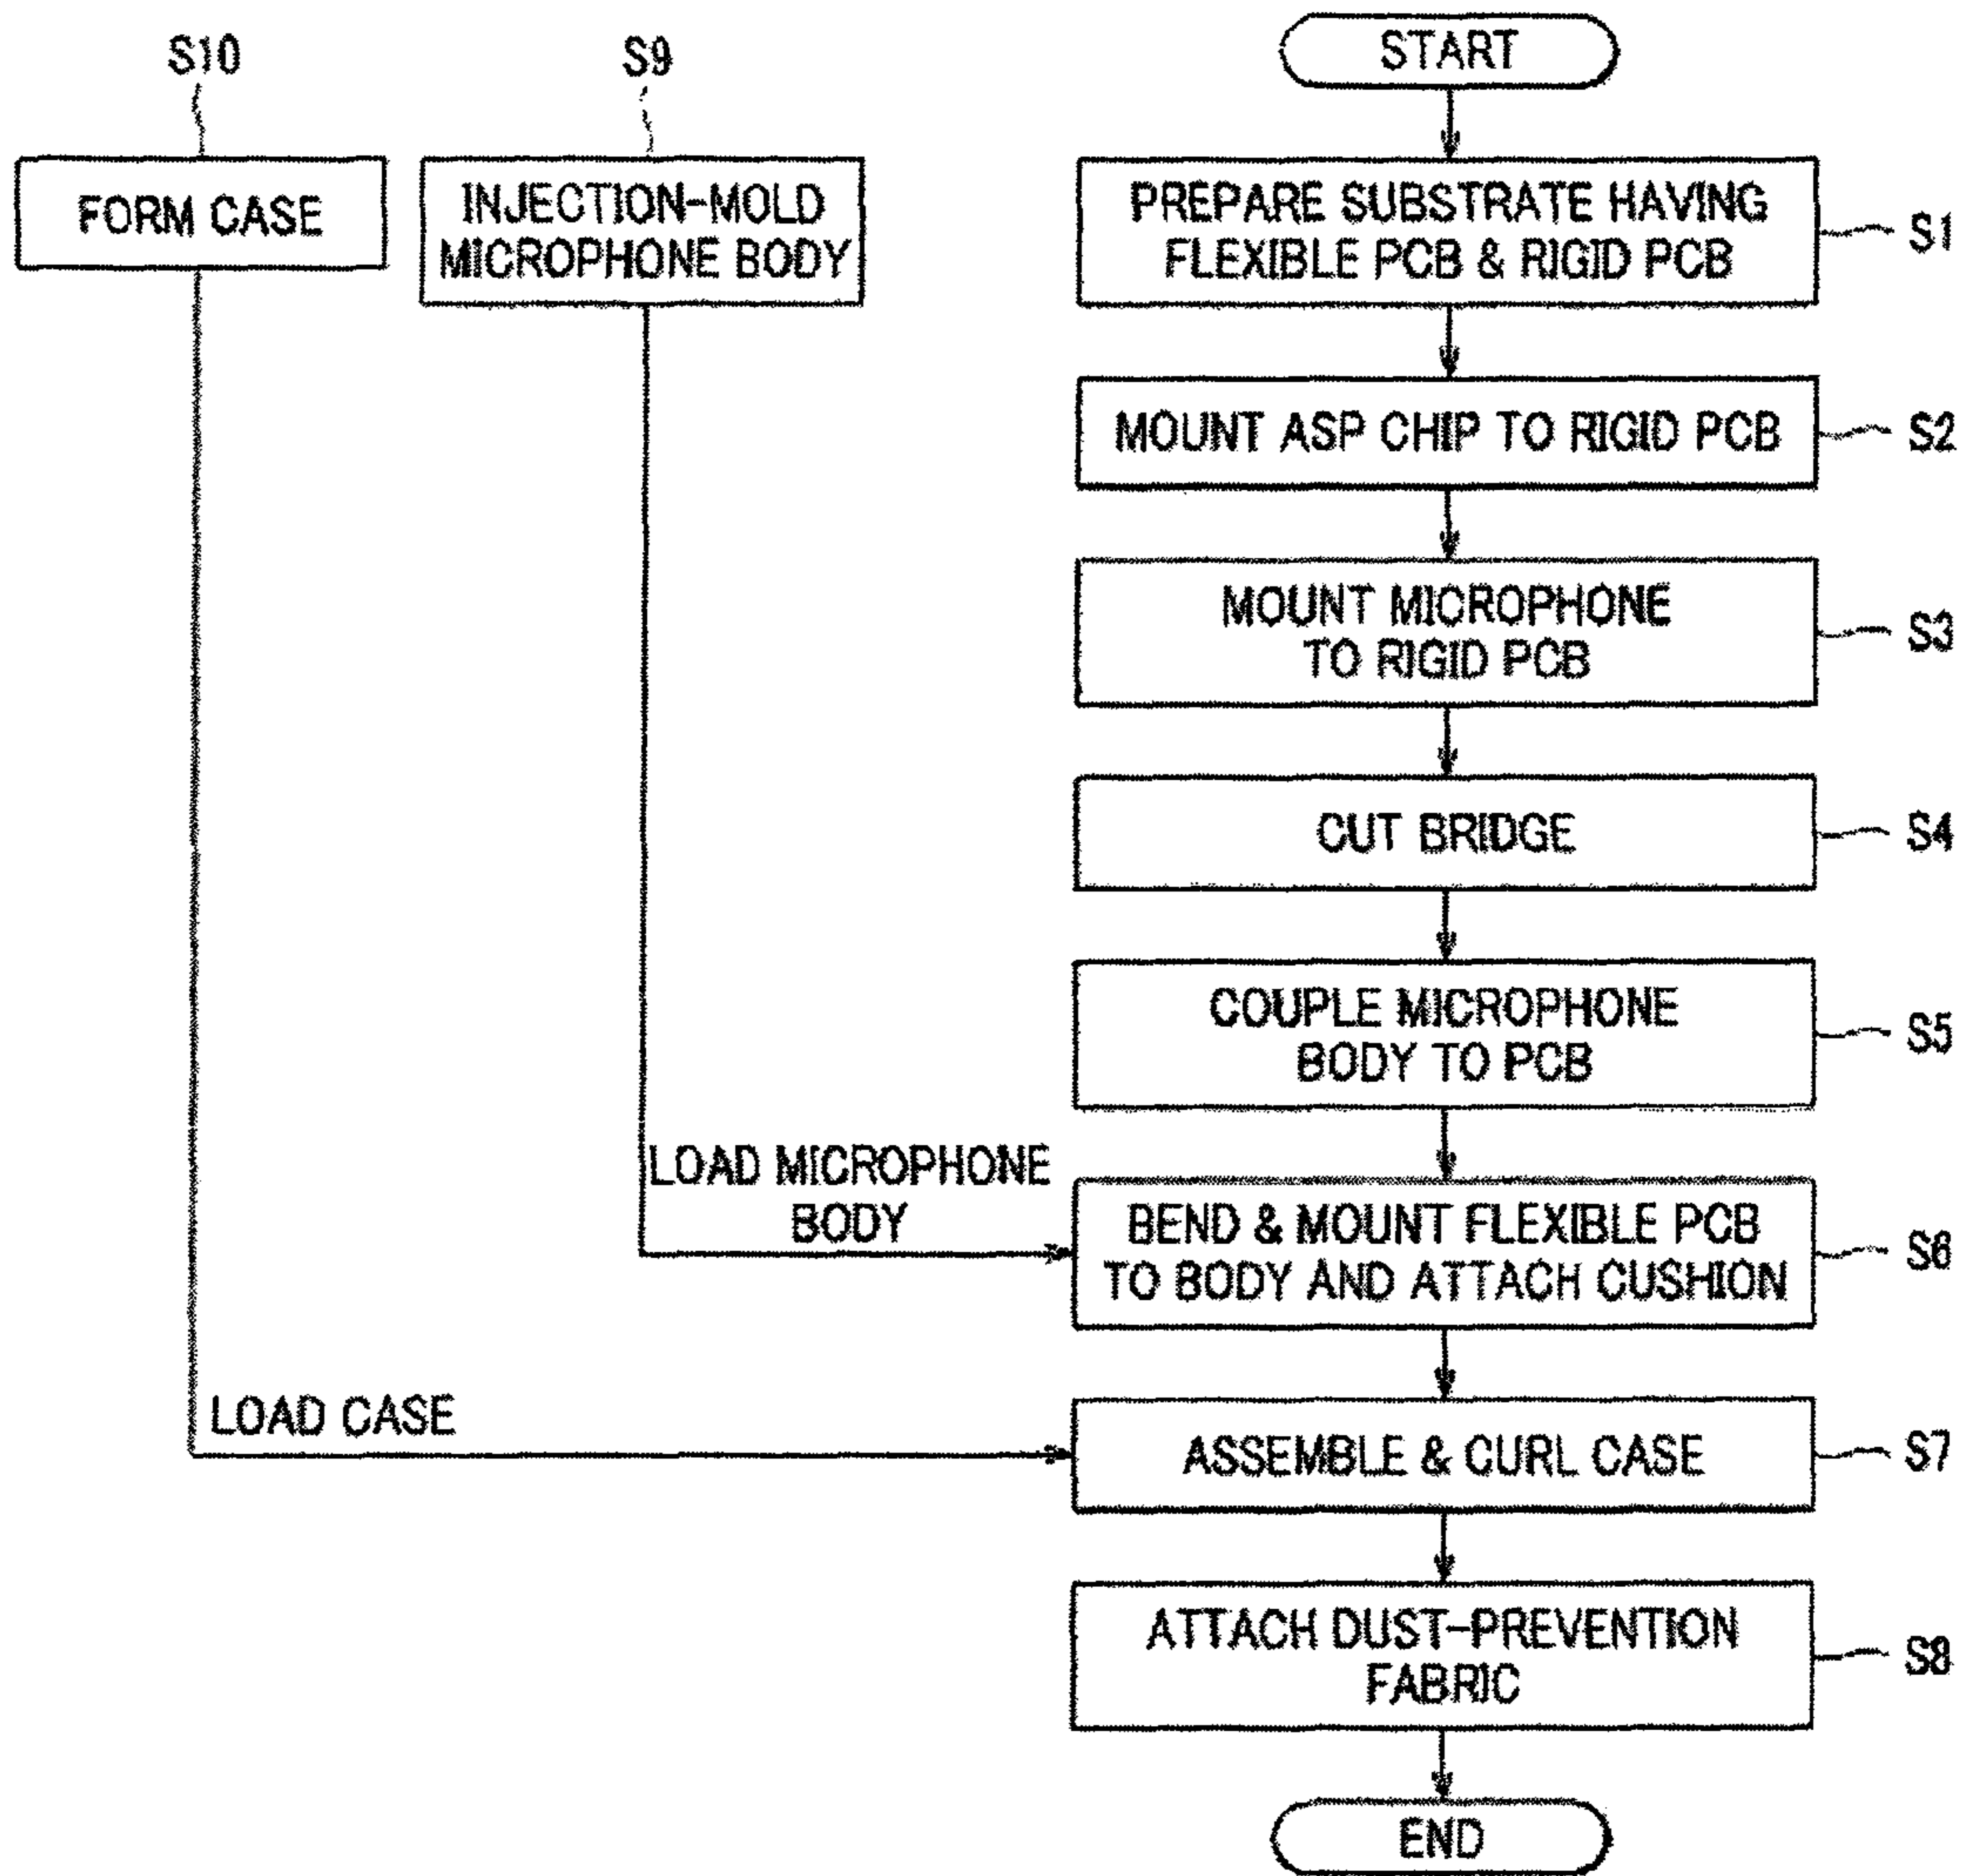 S10
S9
START
FORM CASE
INJECTION-MOLD
MICROPHONE BODY
PREPARE SUBSTRATE HAVING
FLEXIBLE PCB & RIGID PCB
S1
MOUNT ASP CHIP TO RIGID PCB
S2
MOUNT MICROPHONE
TO RIGID PCB
S3
CUT BRIDGE
S4
COUPLE MICROPHONE
BODY TO PCB
S5
LOAD MICROPHONE
BODY
BEND & MOUNT FLEXIBLE PCB
TO BODY AND ATTACH CUSHION
S6
LOAD CASE
ASSEMBLE & CURL CASE
S7
ATTACH DUST-PREVENTION
FABRIC
S8
END